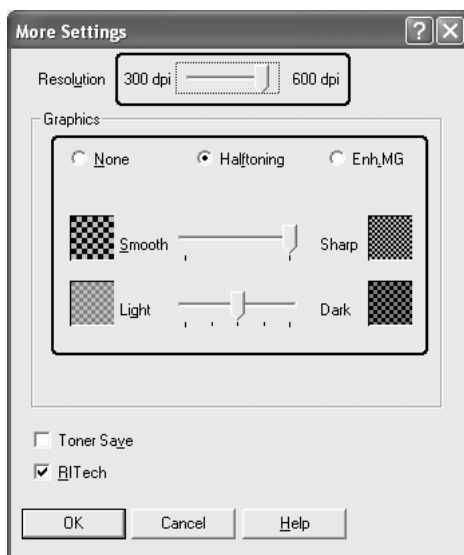 More Settings
Resolution 300 dpi 600 dpi
Graphics
None Halftoning Enh.MG
Smooth Sharp
Light Dark
Toner Save
RITech
OK Cancel Help